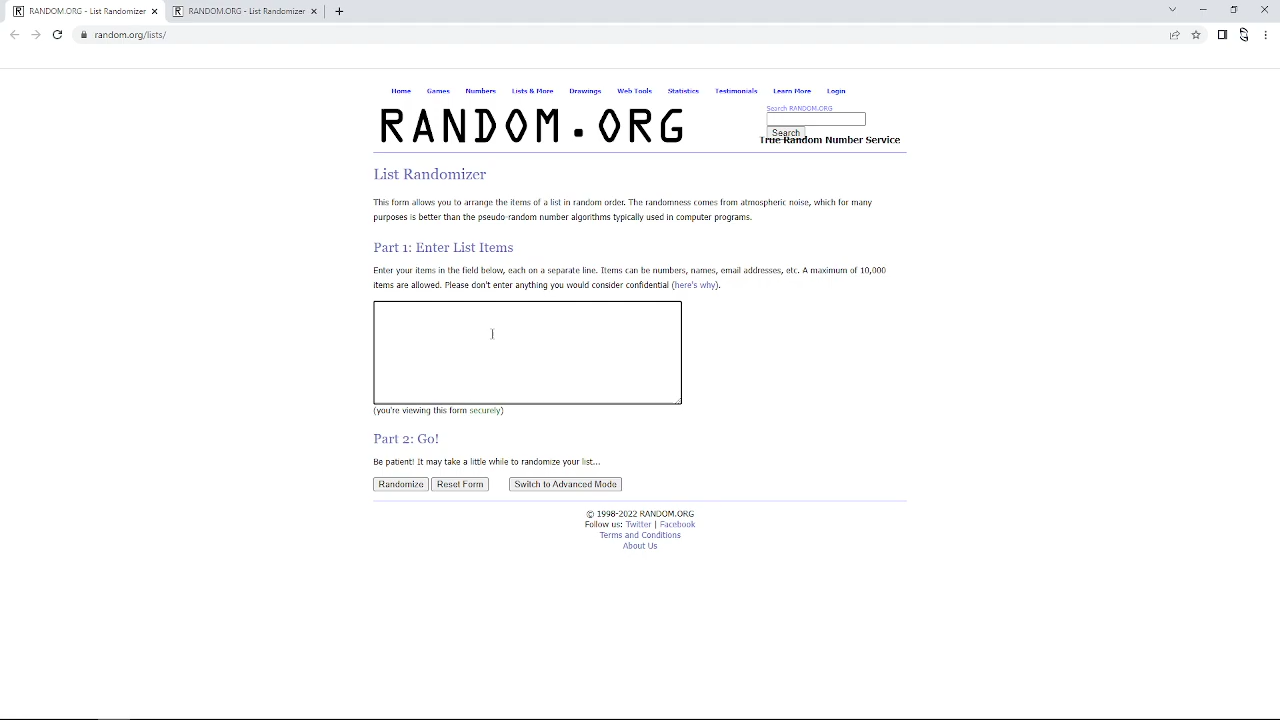 RANDOM.ORG - List Randomizer
RANDOM.ORG - List Randomizer
random.org/lists/
Home Games Numbers Lists & More Drawings Web Tools Statistics Testimonials Learn More Login
RANDOM.ORG
Search RANDOM.ORG
Search
True Random Number Service
List Randomizer
This form allows you to arrange the items of a list in random order. The randomness comes from atmospheric noise, which for many
purposes is better than the pseudo-random number algorithms typically used in computer programs.
Part 1: Enter List Items
Enter your items in the field below, each on a separate line. Items can be numbers, names, email addresses, etc. A maximum of 10,000
items are allowed. Please don't enter anything you would consider confidential (here's why).
(you're viewing this form securely)
Part 2: Go!
Be patient! It may take a little while to randomize your list...
Randomize Reset Form Switch to Advanced Mode
© 1998-2022 RANDOM.ORG
Follow us: Twitter | Facebook
Terms and Conditions
About Us